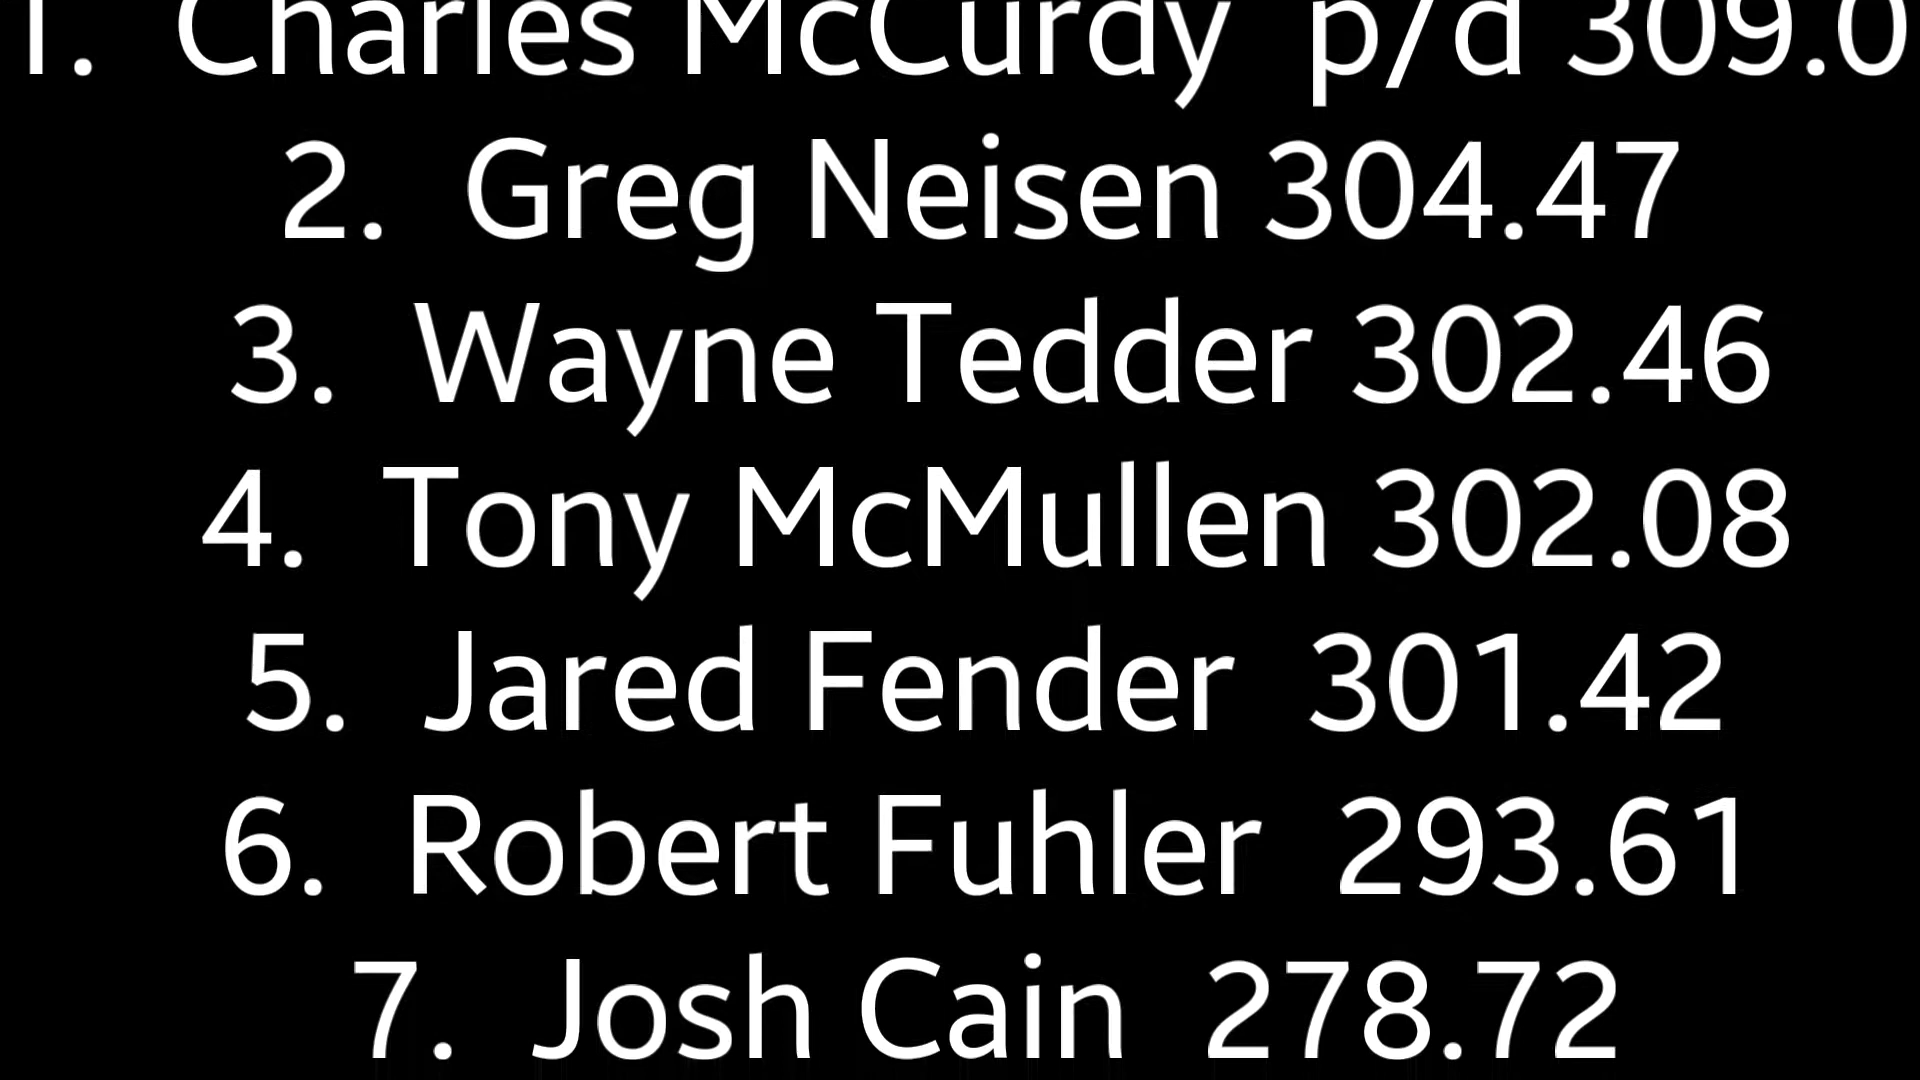 1. Charles McCurdy p/d 309.0
2. Greg Neisen 304.47
3. Wayne Tedder 302.46
4. Tony McMullen 302.08
5. Jared Fender 301.42
6. Robert Fuhler 293.61
7. Josh Cain 278.72